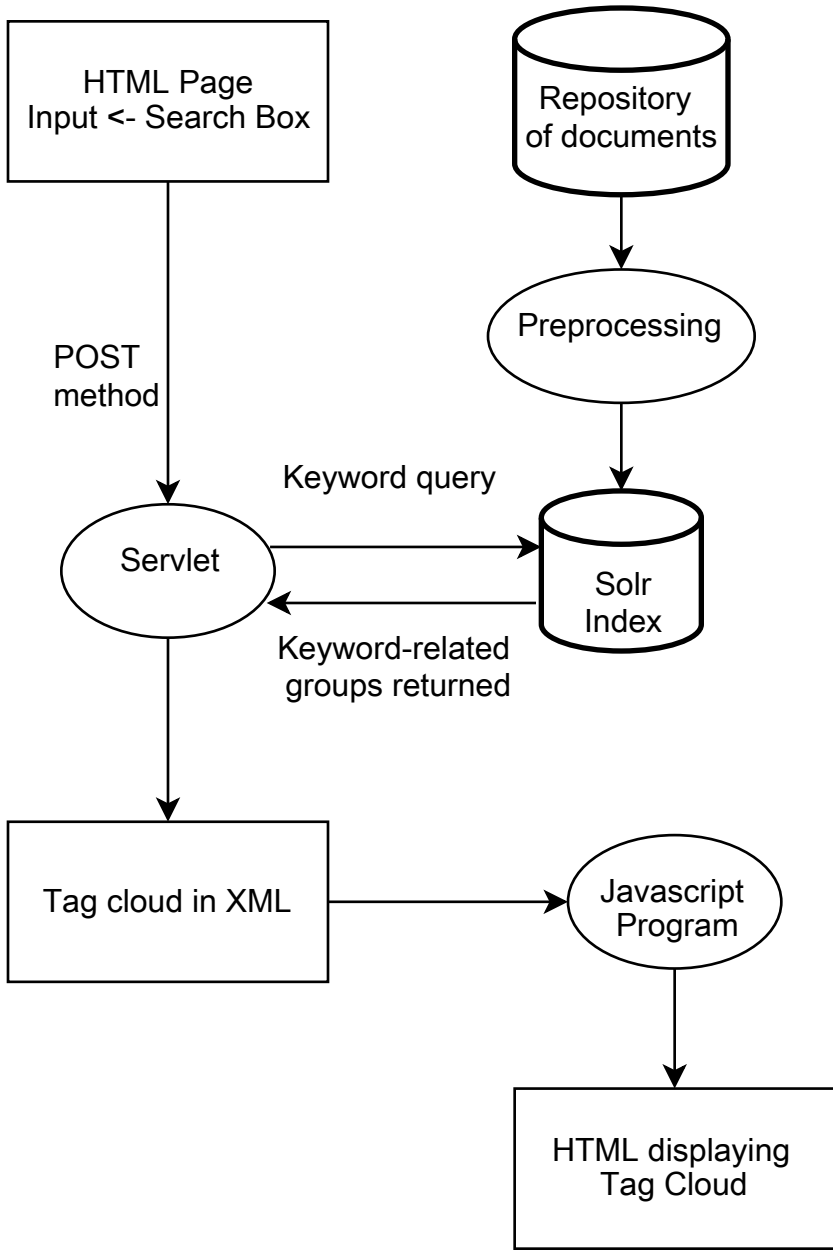 HTML Page
Input <- Search Box
Repository
of documents
Preprocessing
POST
method
Keyword query
Servlet
Solr
Index
Keyword-related
groups returned
Tag cloud in XML
Javascript
Program
HTML displaying
Tag Cloud